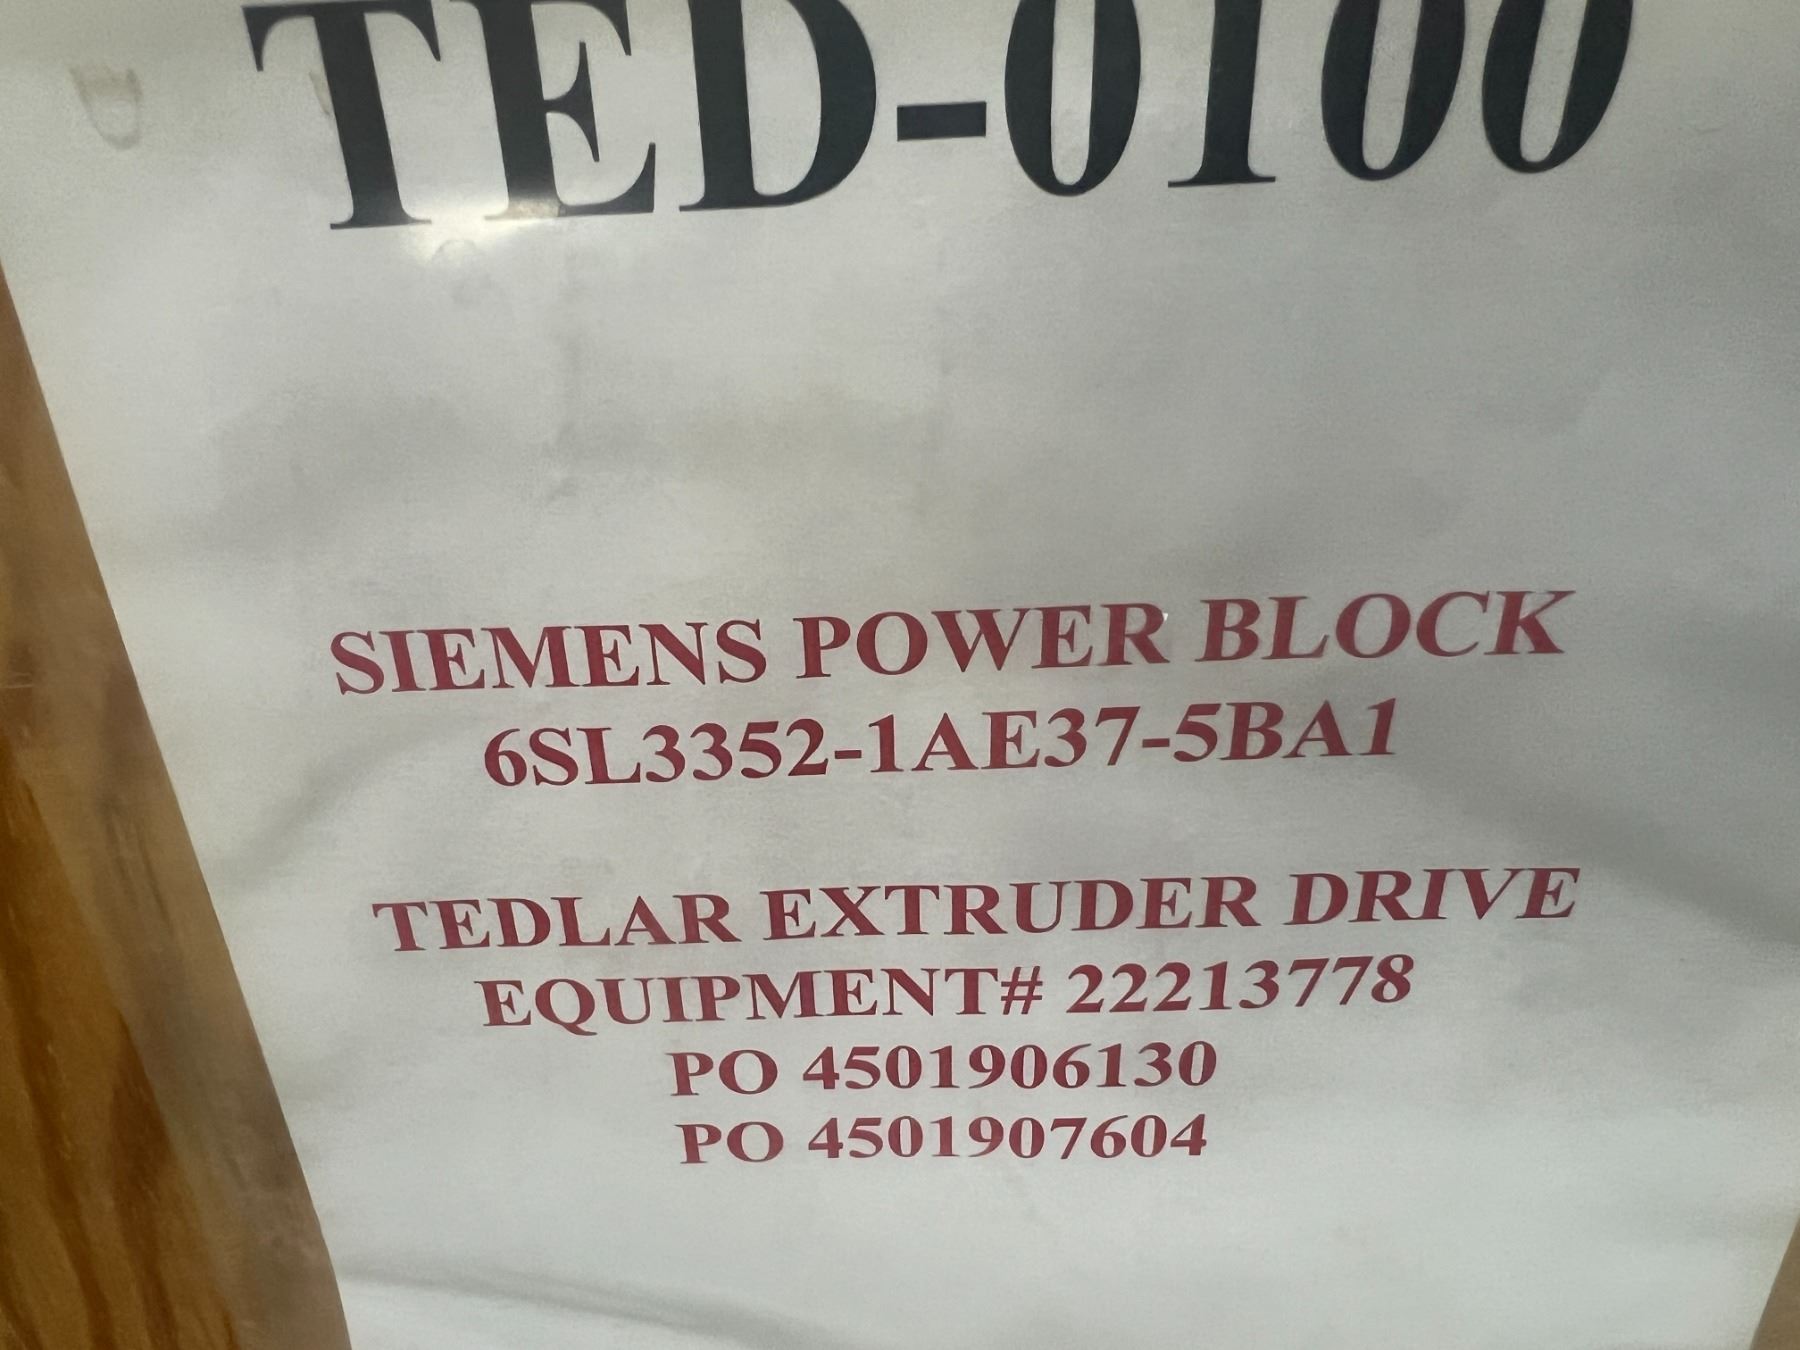 TED-0100
SIEMENS POWER BLOCK
6SL3352-1AE37-5BA1
TEDLAR EXTRUDER DRIVE
EQUIPMENT# 22213778
PO 4501906130
PO 4501907604